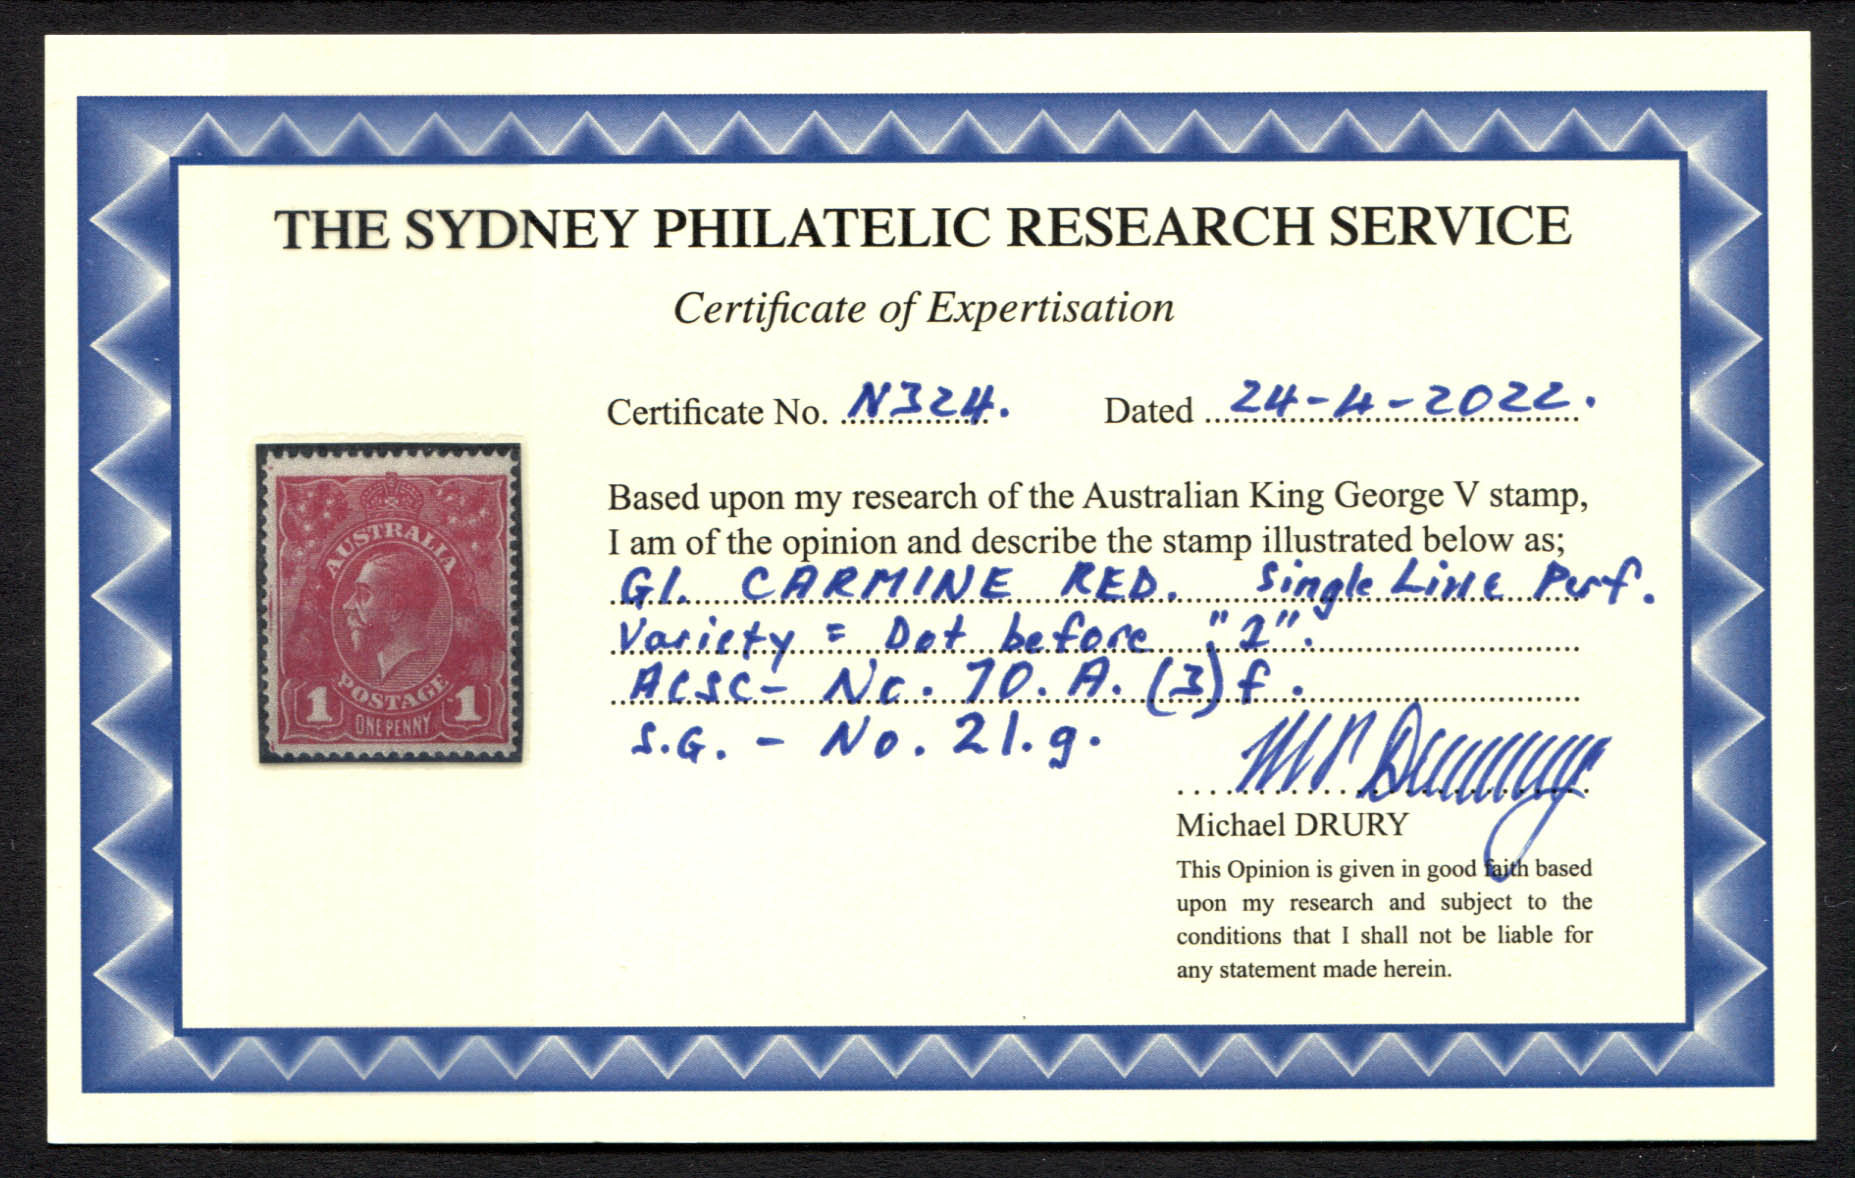 THE SYDNEY PHILATELIC RESEARCH SERVICE
Certificate of Expertisation
Certificate No. N324. Dated 24-4-2022.
Based upon my research of the Australian King George V stamp,
I am of the opinion and describe the stamp illustrated below as;
G1. CARMINE RED. Single Line Perf.
Variety = Dot before "1".
ACSC- No. 70. A. (3) f.
S.G. - No. 21. g.
AUSTRALIA
POSTAGE
1 ONE PENNY 1
M P Drury
Michael DRURY
This Opinion is given in good faith based
upon my research and subject to the
conditions that I shall not be liable for
any statement made herein.